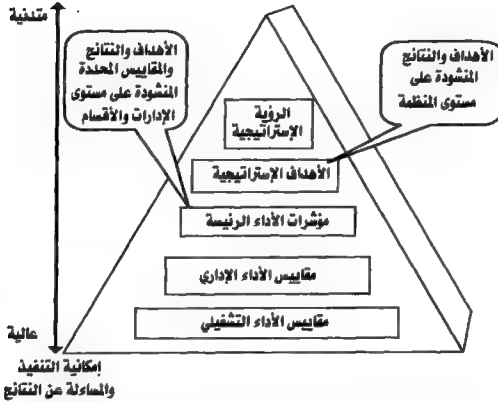 متدنية
الأهداف والنتائج
والمقاييس المحددة
المنشودة على مستوى
الإدارات والأقسام
الأهداف والنتائج
المنشودة على
مستوى المنظمة
الرؤية
الإستراتيجية
الأهداف الإستراتيجية
مؤشرات الأداء الرئيسة
مقاييس الأداء الإداري
مقاييس الأداء التشغيلي
عالية
إمكانية التنفيذ
والمساءلة عن النتائج